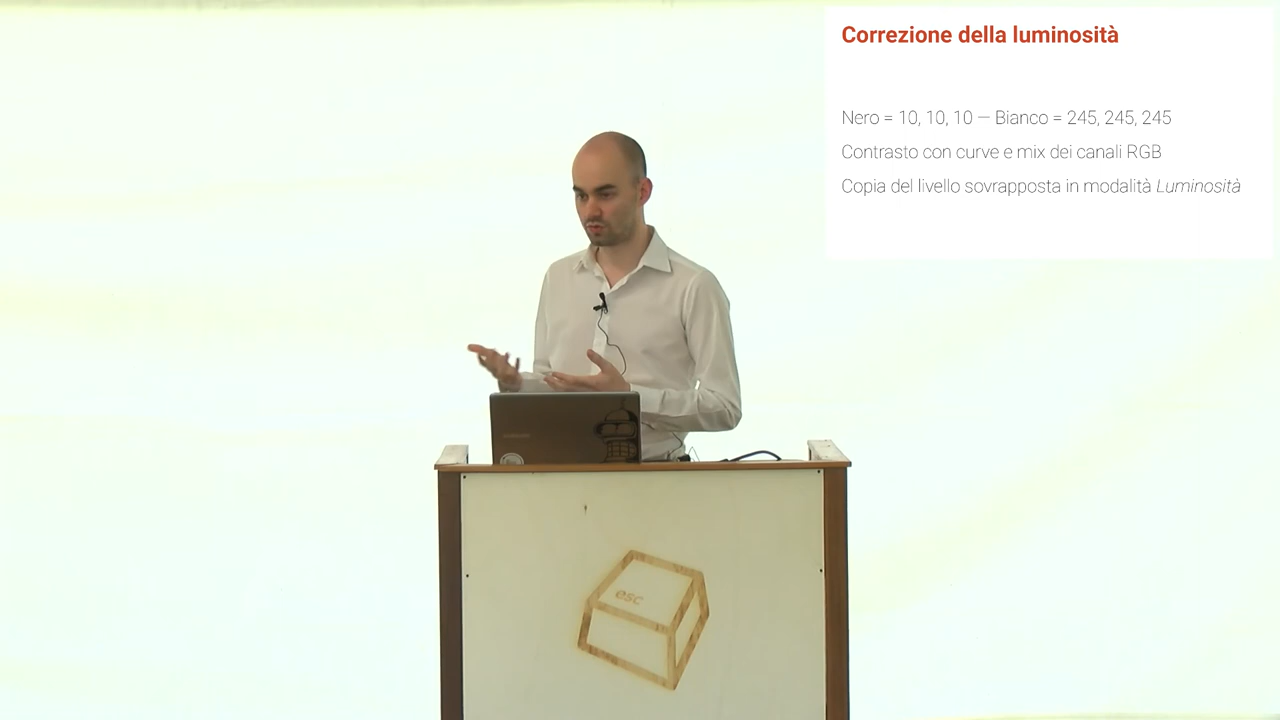 Correzione della luminosità
Nero = 10, 10, 10 — Bianco = 245, 245, 245
Contrasto con curve e mix dei canali RGB
Copia del livello sovrapposta in modalità Luminosità
esc